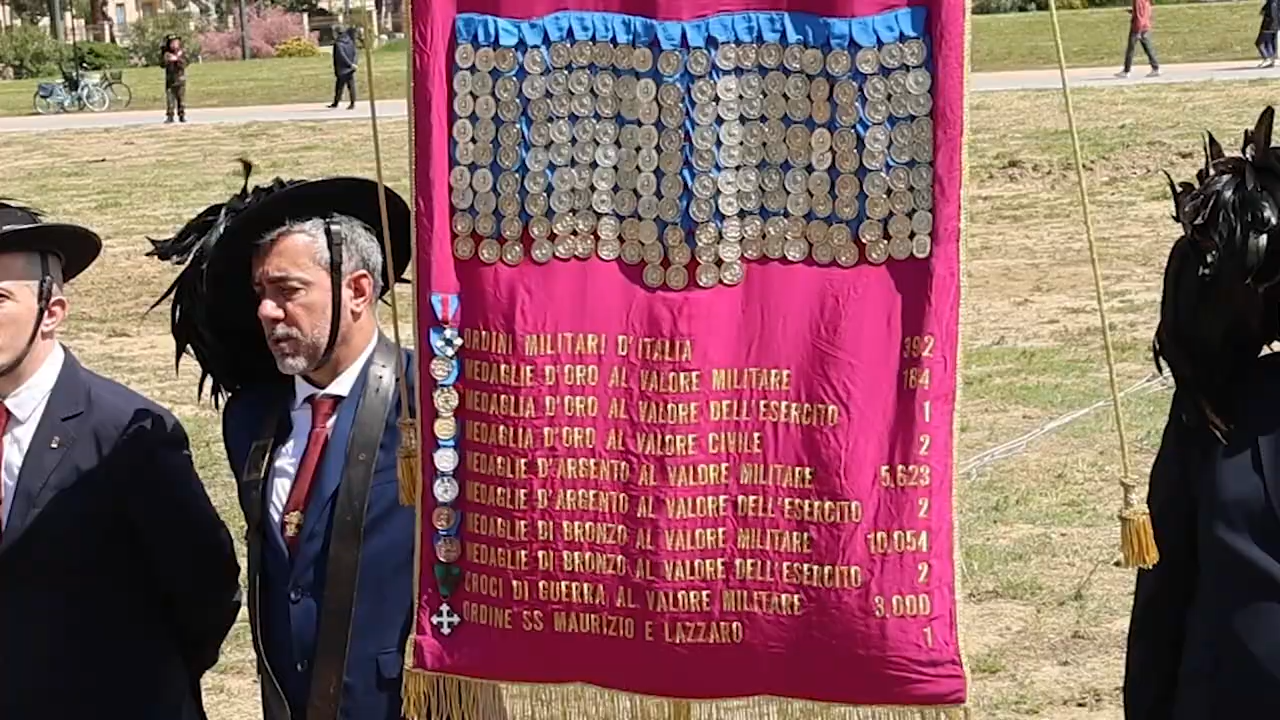 ORDINI MILITARI D'ITALIA 392
MEDAGLIE D'ORO AL VALORE MILITARE 184
MEDAGLIA D'ORO AL VALORE DELL'ESERCITO 1
MEDAGLIA D'ORO AL VALORE CIVILE 2
MEDAGLIE D'ARGENTO AL VALORE MILITARE 5.623
MEDAGLIE D'ARGENTO AL VALORE DELL'ESERCITO 2
MEDAGLIE DI BRONZO AL VALORE MILITARE 10.054
MEDAGLIE DI BRONZO AL VALORE DELL'ESERCITO 2
CROCI DI GUERRA AL VALORE MILITARE 3.000
ORDINE SS MAURIZIO E LAZZARO 1